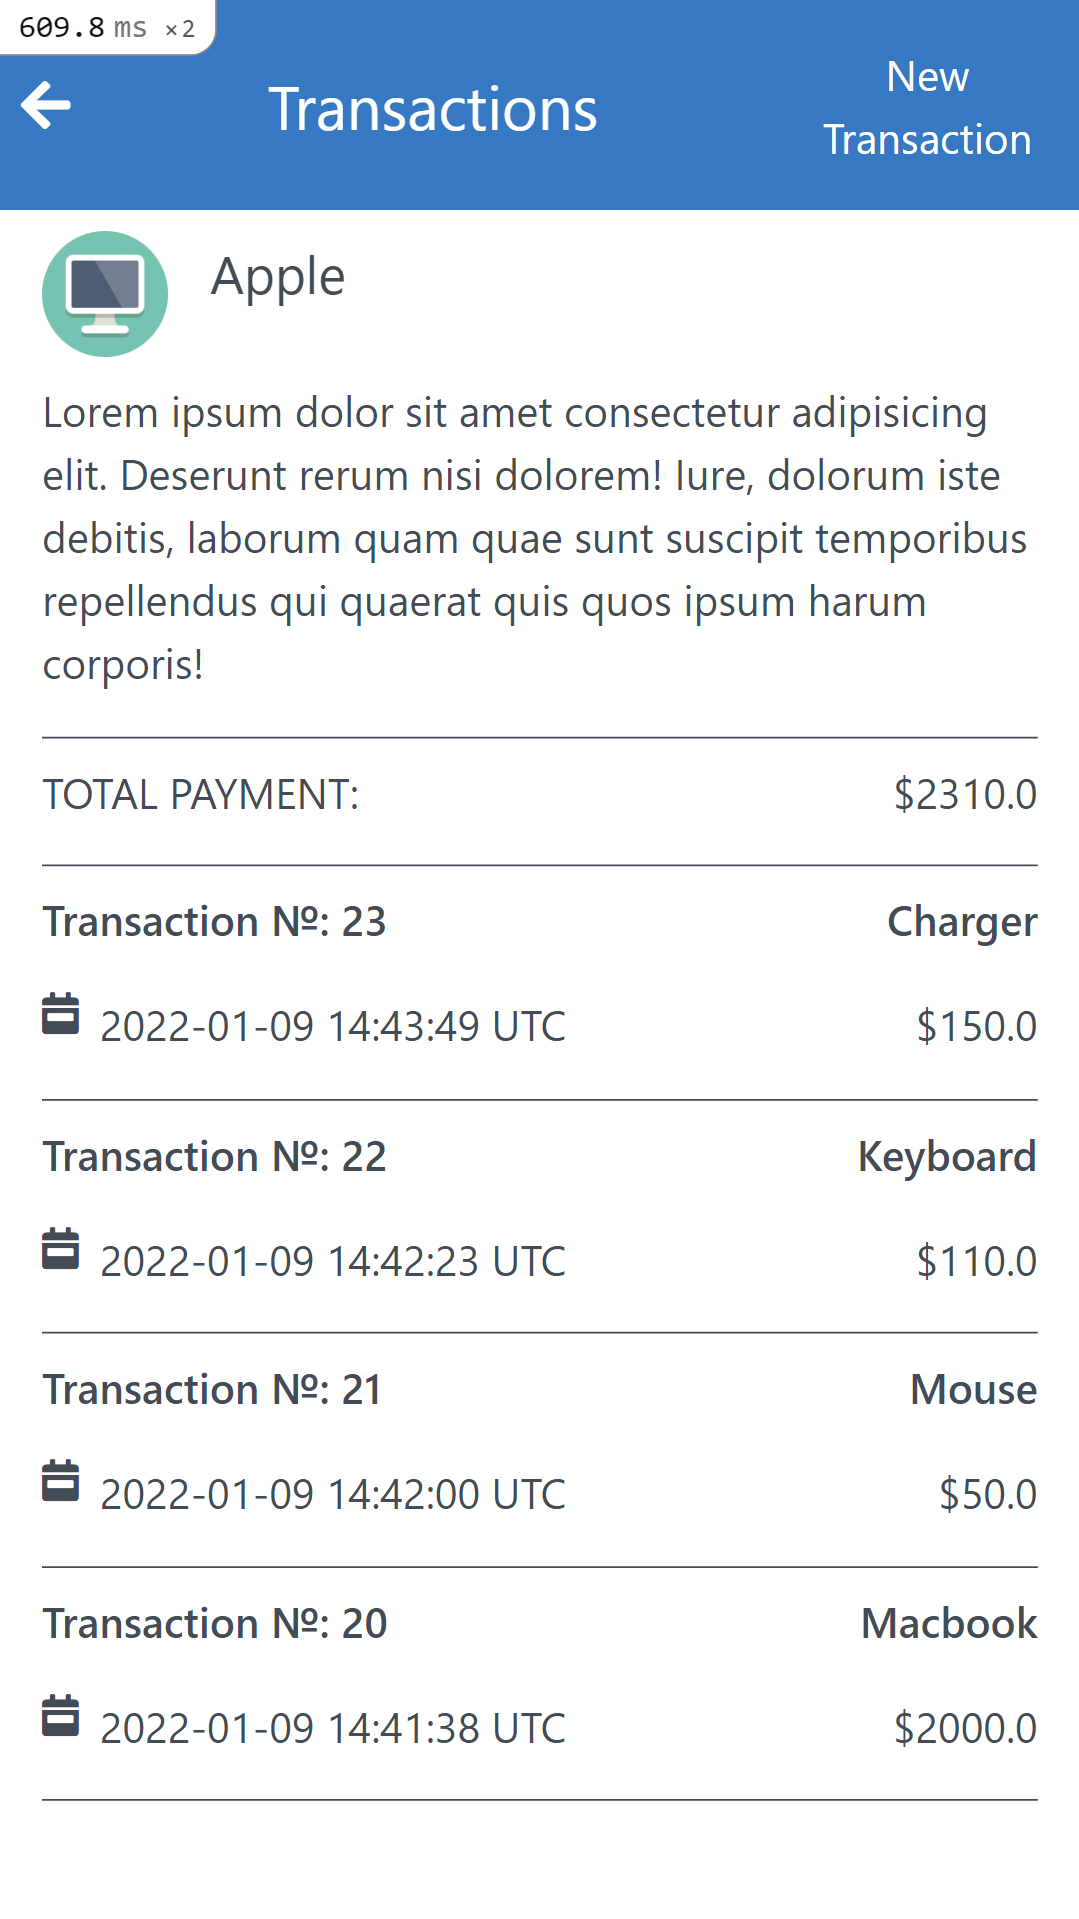 609.8 ms ×2
Transactions
New
Transaction
Apple
Lorem ipsum dolor sit amet consectetur adipisicing
elit. Deserunt rerum nisi dolorem! Iure, dolorum iste
debitis, laborum quam quae sunt suscipit temporibus
repellendus qui quaerat quis quos ipsum harum
corporis!
TOTAL PAYMENT: $2310.0
Transaction №: 23 Charger
2022-01-09 14:43:49 UTC $150.0
Transaction №: 22 Keyboard
2022-01-09 14:42:23 UTC $110.0
Transaction №: 21 Mouse
2022-01-09 14:42:00 UTC $50.0
Transaction №: 20 Macbook
2022-01-09 14:41:38 UTC $2000.0